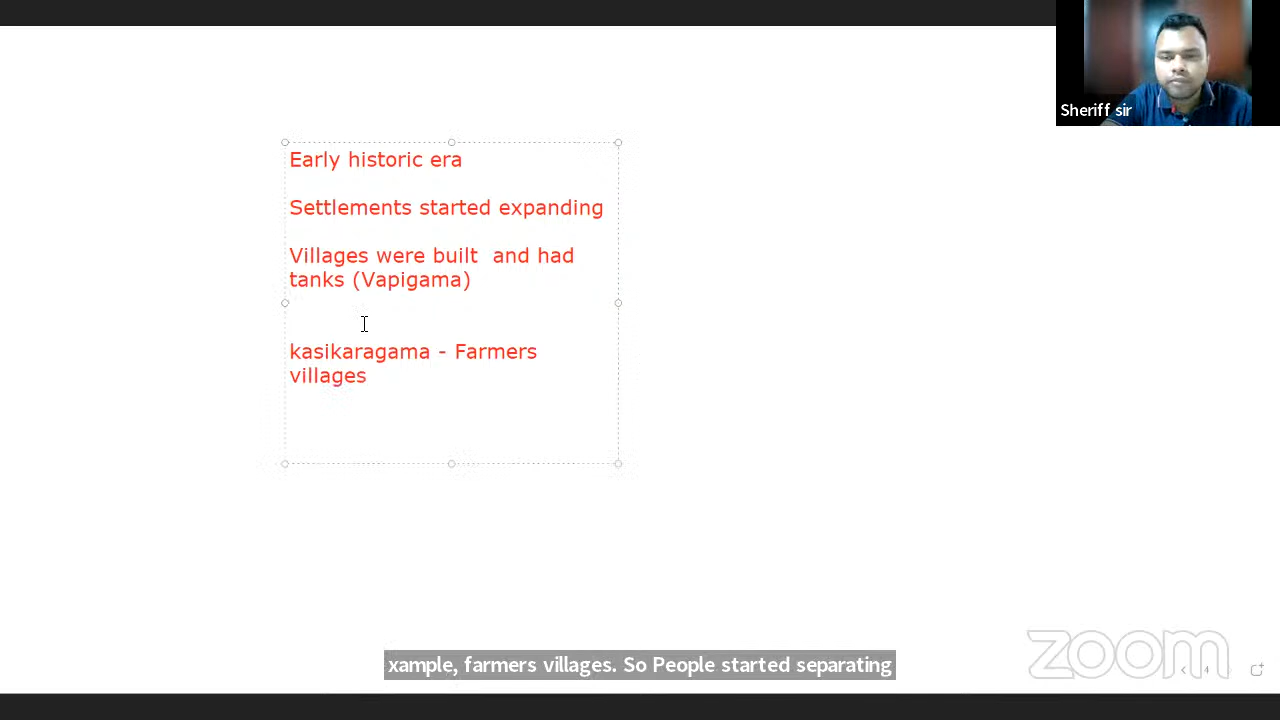 Sheriff sir
Early historic era
Settlements started expanding
Villages were built  and had
tanks (Vapigama)
kasikaragama - Farmers
villages
xample, farmers villages. So People started separating
zoom
4